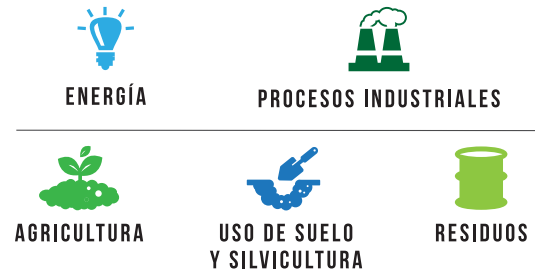 ENERGÍA
PROCESOS INDUSTRIALES
AGRICULTURA
USO DE SUELO
Y SILVICULTURA
RESIDUOS